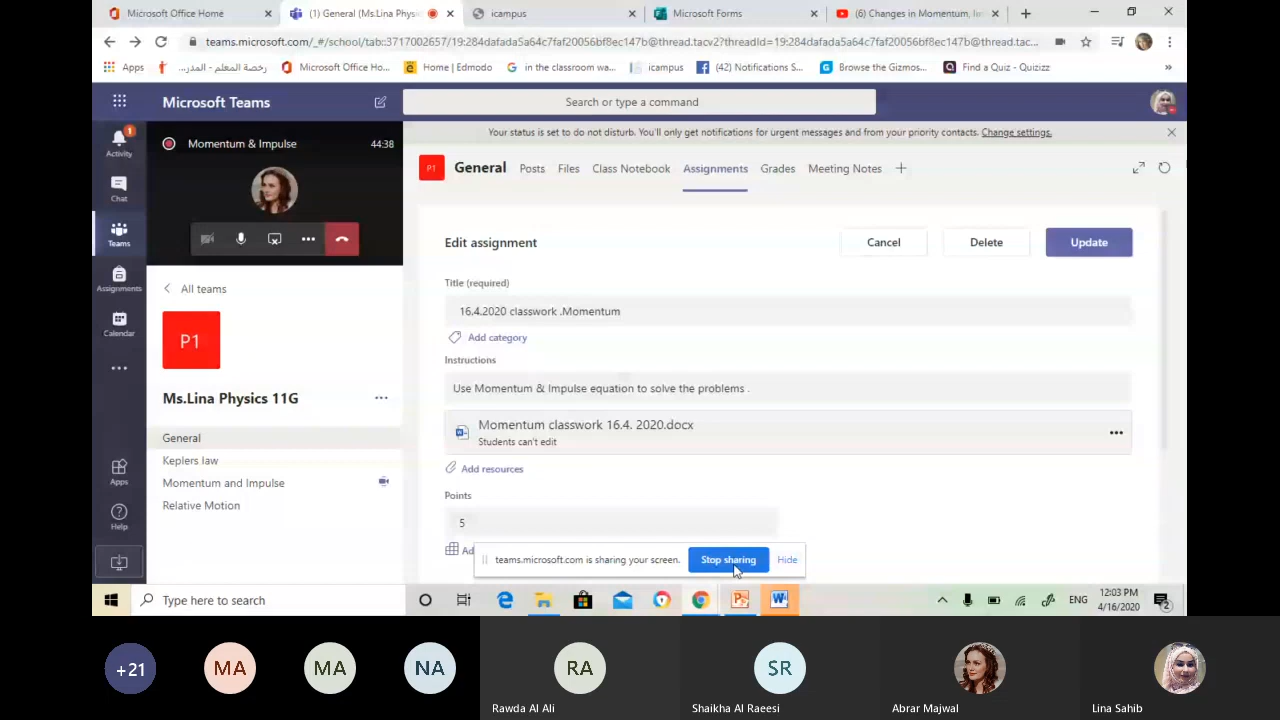 Microsoft Office Home
(1) General (Ms.Lina Physi
icampus
Microsoft Forms
(6) Changes in Momentum, Im
teams.microsoft.com/_#/school/tab::3717002657/19:284dafada5a64c7faf20056bf8ec147b@thread.tacv2?threadId=19:284dafada5a64c7faf20056bf8ec147b@thread.tac...
Apps
رخصة المعلم - المدر...
Microsoft Office Ho...
Home | Edmodo
in the classroom wa...
icampus
(42) Notifications S...
Browse the Gizmos...
Find a Quiz - Quizizz
»
Microsoft Teams
Search or type a command
Your status is set to do not disturb. You'll only get notifications for urgent messages and from your priority contacts. Change settings.
1
Activity
Chat
Teams
Assignments
Calendar
Apps
Help
Momentum & Impulse
44:38
All teams
P1
Ms.Lina Physics 11G
General
Keplers law
Momentum and Impulse
Relative Motion
P1
General
Posts
Files
Class Notebook
Assignments
Grades
Meeting Notes
Edit assignment
Cancel
Delete
Update
Title (required)
16.4.2020 classwork .Momentum
Add category
Instructions
Use Momentum & Impulse equation to solve the problems .
Momentum classwork 16.4. 2020.docx
Students can't edit
Add resources
Points
5
Ad
teams.microsoft.com is sharing your screen.
Stop sharing
Hide
Type here to search
ENG
12:03 PM
4/16/2020
2
+21
MA
MA
NA
RA
SR
Rawda Al Ali
Shaikha Al Raeesi
Abrar Majwal
Lina Sahib